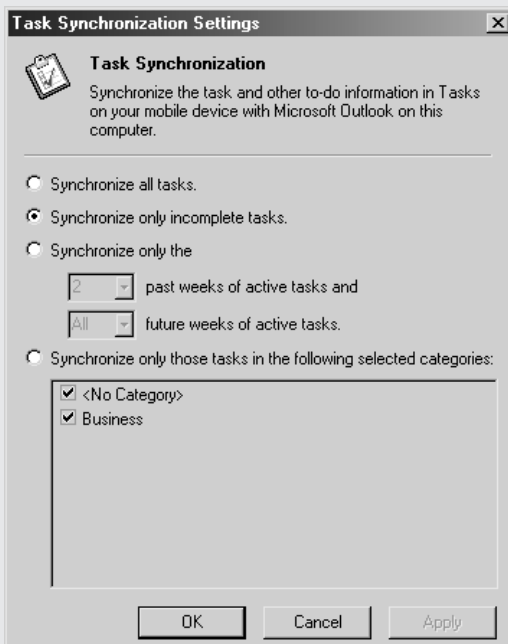 Task Synchronization Settings
Task Synchronization
Synchronize the task and other to-do information in Tasks
on your mobile device with Microsoft Outlook on this
computer.
Synchronize all tasks.
Synchronize only incomplete tasks.
Synchronize only the
2 past weeks of active tasks and
All future weeks of active tasks.
Synchronize only those tasks in the following selected categories:
<No Category>
Business
OK Cancel Apply